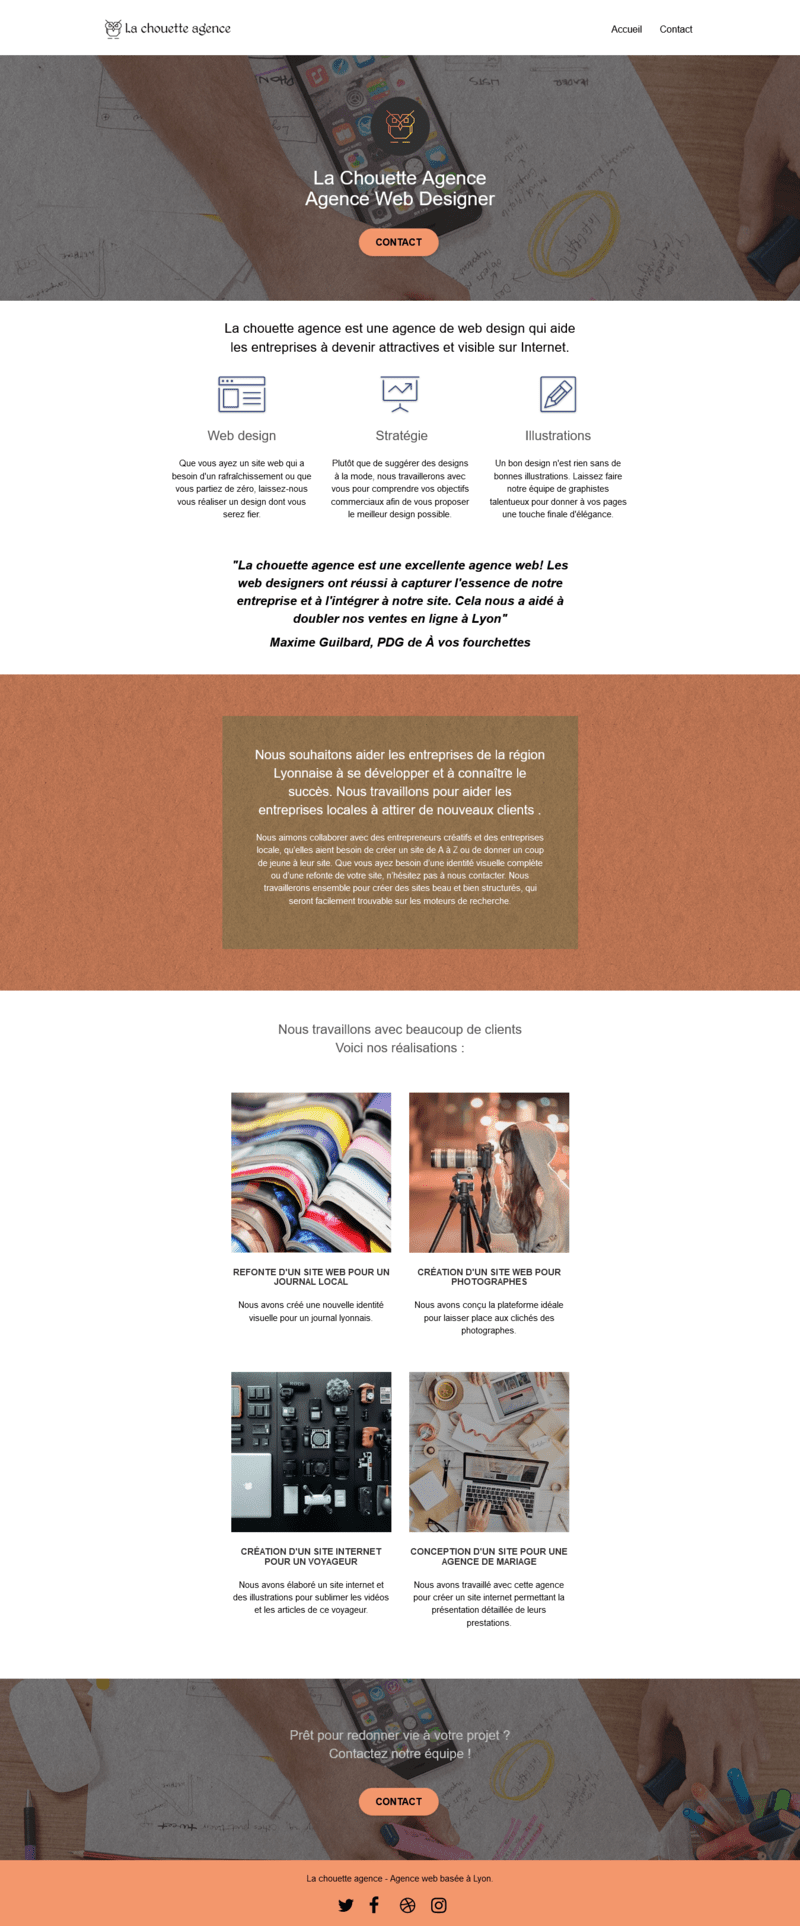 La chouette agence
Accueil
Contact
La Chouette Agence
Agence Web Designer
CONTACT
La chouette agence est une agence de web design qui aide
les entreprises à devenir attractives et visible sur Internet.
Web design
Que vous ayez un site web qui a
besoin d'un rafraîchissement ou que
vous partiez de zéro, laissez-nous
vous réaliser un design dont vous
serez fier.
Stratégie
Plutôt que de suggérer des designs
à la mode, nous travaillerons avec
vous pour comprendre vos objectifs
commerciaux afin de vous proposer
le meilleur design possible.
Illustrations
Un bon design n'est rien sans de
bonnes illustrations. Laissez faire
notre équipe de graphistes
talentueux pour donner à vos pages
une touche finale d'élégance.
"La chouette agence est une excellente agence web! Les
web designers ont réussi à capturer l'essence de notre
entreprise et à l'intégrer à notre site. Cela nous a aidé à
doubler nos ventes en ligne à Lyon"
Maxime Guilbard, PDG de À vos fourchettes
Nous souhaitons aider les entreprises de la région
Lyonnaise à se développer et à connaître le
succès. Nous travaillons pour aider les
entreprises locales à attirer de nouveaux clients .
Nous aimons collaborer avec des entrepreneurs créatifs et des entreprises
locale, qu'elles aient besoin de créer un site de A à Z ou de donner un coup
de jeune à leur site. Que vous ayez besoin d'une identité visuelle complète
ou d'une refonte de votre site, n'hésitez pas à nous contacter. Nous
travaillerons ensemble pour créer des sites beau et bien structurés, qui
seront facilement trouvable sur les moteurs de recherche.
Nous travaillons avec beaucoup de clients
Voici nos réalisations :
REFONTE D'UN SITE WEB POUR UN
JOURNAL LOCAL
Nous avons créé une nouvelle identité
visuelle pour un journal lyonnais.
CRÉATION D'UN SITE WEB POUR
PHOTOGRAPHES
Nous avons conçu la plateforme idéale
pour laisser place aux clichés des
photographes.
CRÉATION D'UN SITE INTERNET
POUR UN VOYAGEUR
Nous avons élaboré un site internet et
des illustrations pour sublimer les vidéos
et les articles de ce voyageur.
CONCEPTION D'UN SITE POUR UNE
AGENCE DE MARIAGE
Nous avons travaillé avec cette agence
pour créer un site internet permettant la
présentation détaillée de leurs
prestations.
Prêt pour redonner vie à votre projet ?
Contactez notre équipe !
CONTACT
La chouette agence - Agence web basée à Lyon.